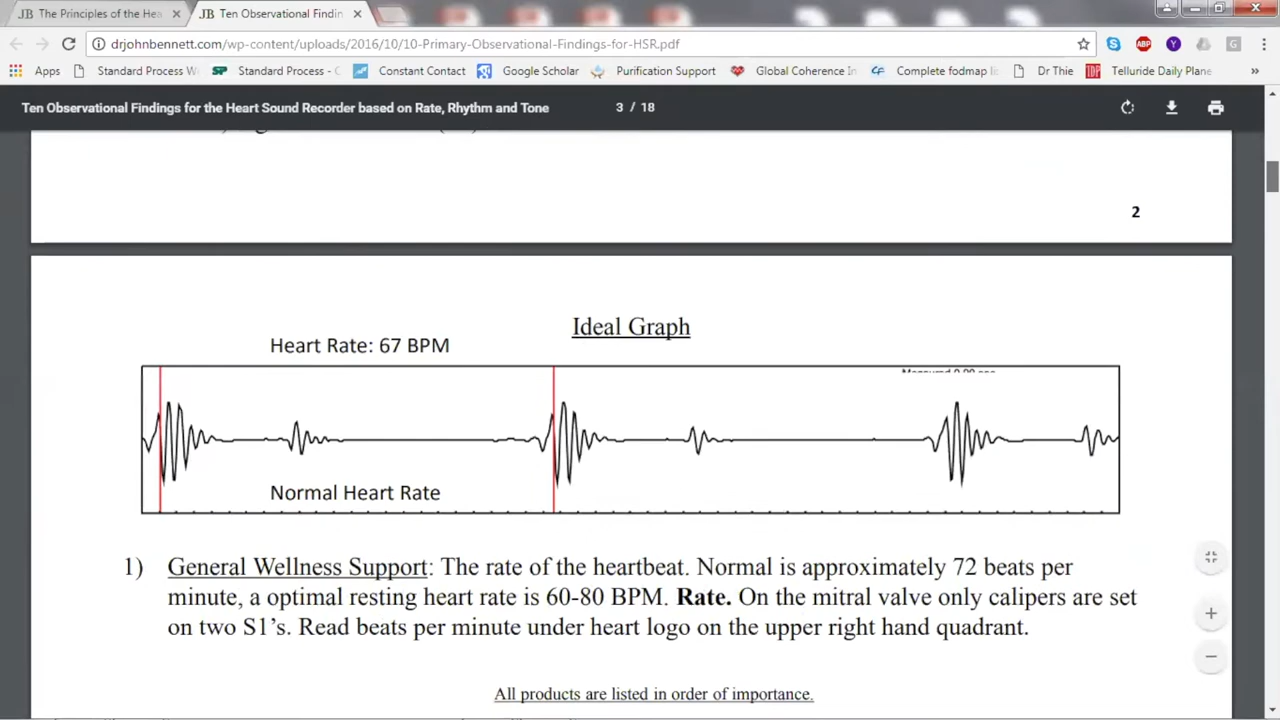 The Principles of the Hea
Ten Observational Findin
drjohnbennett.com/wp-content/uploads/2016/10/10-Primary-Observational-Findings-for-HSR.pdf
Apps Standard Process W Standard Process - C Constant Contact Google Scholar Purification Support Global Coherence In Complete fodmap li Dr Thie Telluride Daily Plane »
Ten Observational Findings for the Heart Sound Recorder based on Rate, Rhythm and Tone 3 / 18
2
Ideal Graph
Heart Rate: 67 BPM
Normal Heart Rate
1) General Wellness Support: The rate of the heartbeat. Normal is approximately 72 beats per
minute, a optimal resting heart rate is 60-80 BPM. Rate. On the mitral valve only calipers are set
on two S1's. Read beats per minute under heart logo on the upper right hand quadrant.
All products are listed in order of importance.